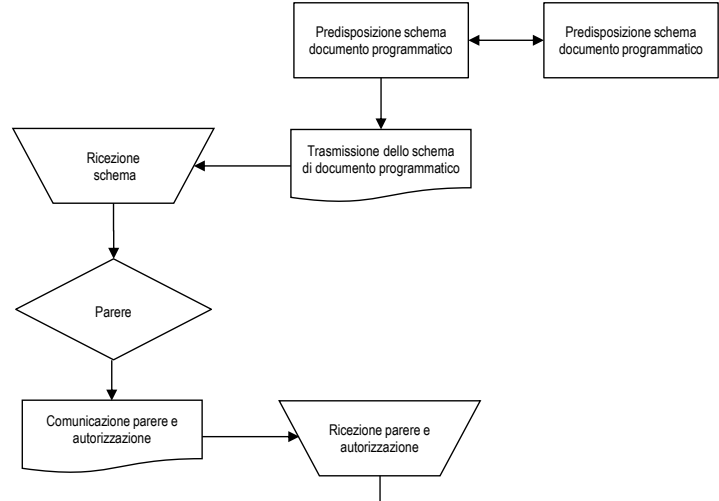 Predisposizione schema
documento programmatico
Predisposizione schema
documento programmatico
Trasmissione dello schema
di documento programmatico
Ricezione
schema
Parere
Comunicazione parere e
autorizzazione
Ricezione parere e
autorizzazione